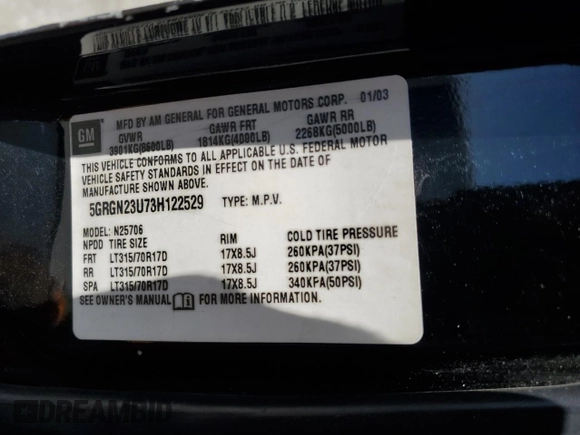 GM
MFD BY AM GENERAL FOR GENERAL MOTORS CORP. 01/03
GVWR GAWR FRT GAWR RR
3901KG(8600LB) 1814KG(4000LB) 2268KG(5000LB)
THIS VEHICLE CONFORMS TO ALL APPLICABLE U.S. FEDERAL MOTOR
VEHICLE SAFETY STANDARDS IN EFFECT ON THE DATE OF
MANUFACTURE SHOWN ABOVE.
5GRGN23U73H122529 TYPE: M.P.V.
MODEL: N25706
NPDD TIRE SIZE RIM COLD TIRE PRESSURE
FRT LT315/70R17D 17X8.5J 260KPA(37PSI)
RR LT315/70R17D 17X8.5J 260KPA(37PSI)
SPA LT315/70R17D 17X8.5J 340KPA(50PSI)
SEE OWNER'S MANUAL FOR MORE INFORMATION.
DREAMBID